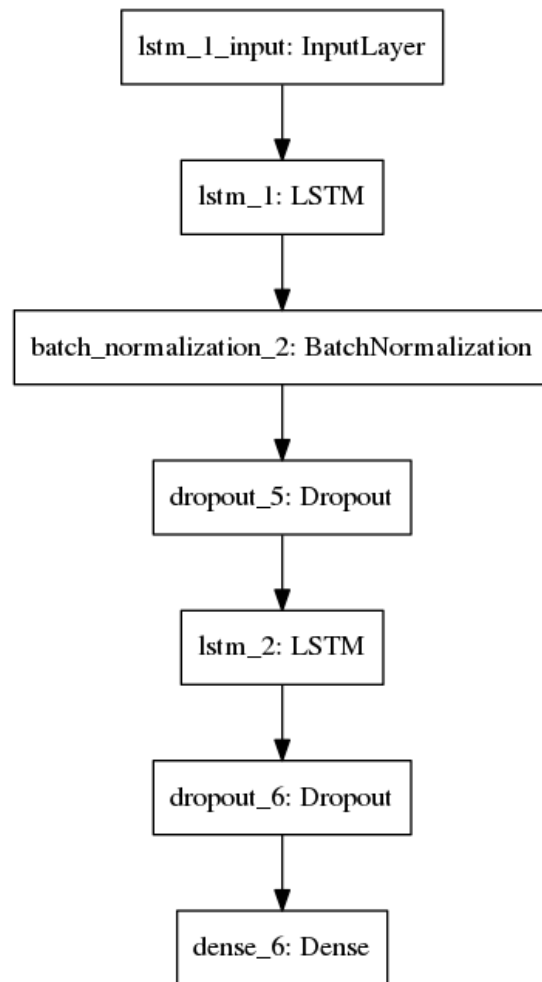 lstm_1_input: InputLayer
lstm_1: LSTM
batch_normalization_2: BatchNormalization
dropout_5: Dropout
lstm_2: LSTM
dropout_6: Dropout
dense_6: Dense